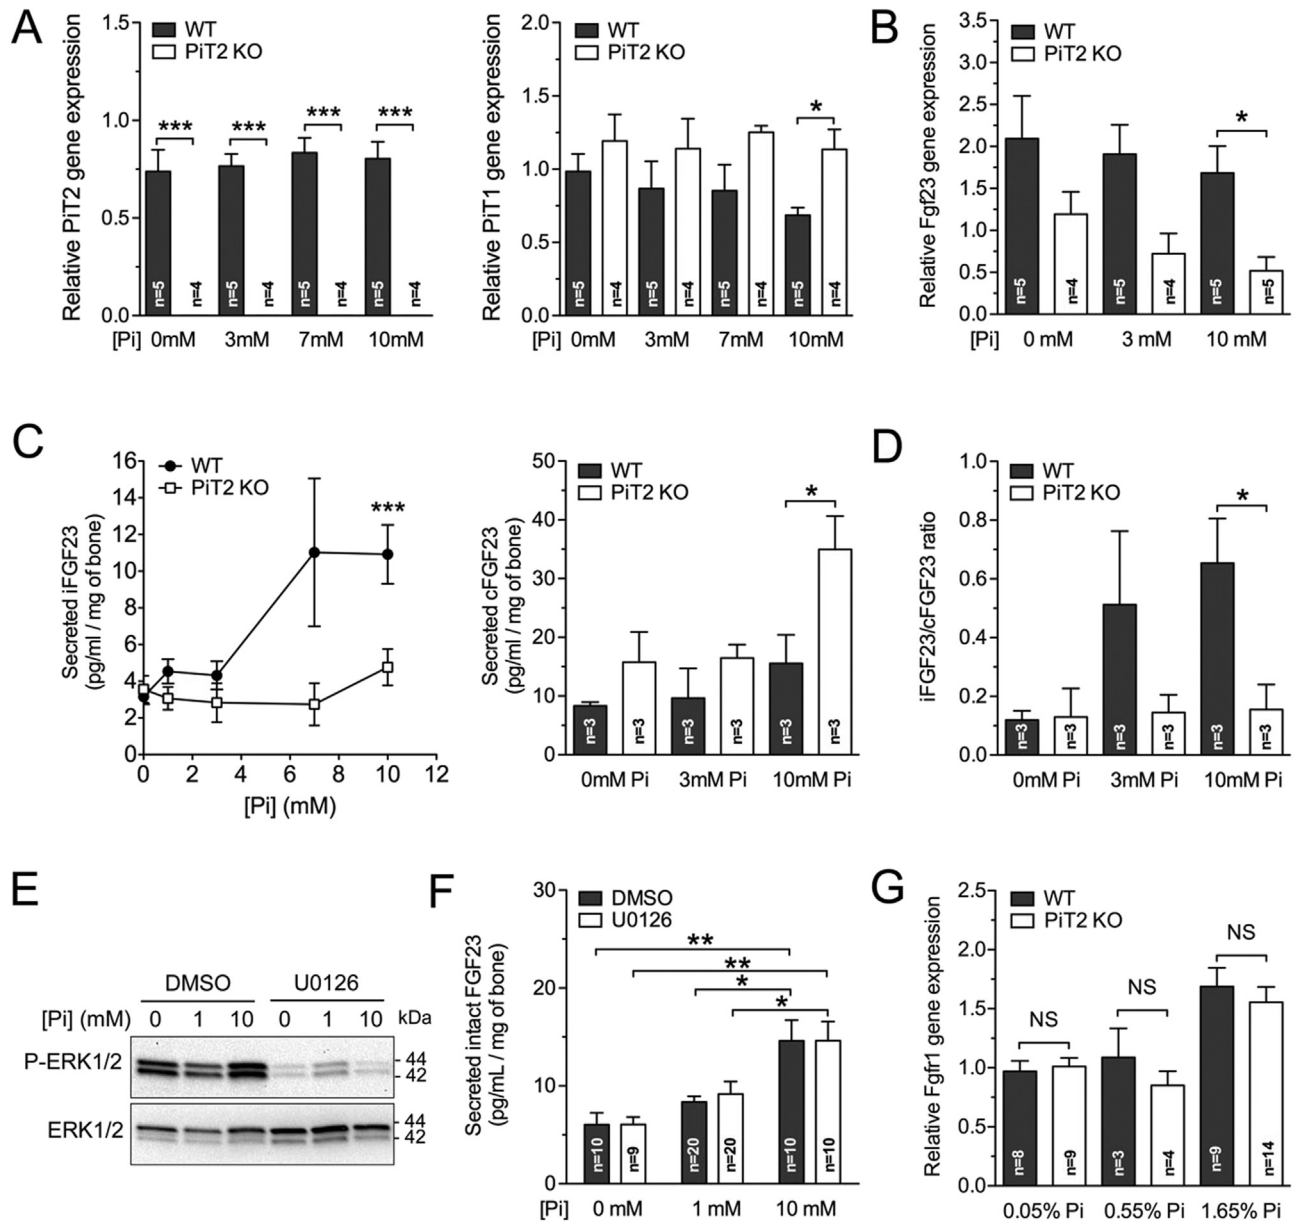 A
Relative PiT2 gene expression
WT
PiT2 KO
1.5
1.0
0.5
0.0
***
***
***
***
n=5
n=4
n=5
n=4
n=5
n=4
n=5
n=4
[Pi] 0mM 3mM 7mM 10mM
Relative PiT1 gene expression
WT
PiT2 KO
2.0
1.5
1.0
0.5
0.0
*
n=5
n=4
n=5
n=4
n=5
n=4
n=5
n=4
[Pi] 0mM 3mM 7mM 10mM
B
Relative Fgf23 gene expression
WT
PiT2 KO
3.5
3.0
2.5
2.0
1.5
1.0
0.5
0.0
*
n=5
n=4
n=5
n=4
n=5
n=5
[Pi] 0 mM 3 mM 10 mM
C
Secreted iFGF23
(pg/ml / mg of bone)
WT
PiT2 KO
16
14
12
10
8
6
4
2
0
***
0 2 4 6 8 10 12
[Pi] (mM)
Secreted cFGF23
(pg/ml / mg of bone)
WT
PiT2 KO
50
40
30
20
10
0
*
n=3
n=3
n=3
n=3
n=3
n=3
0mM Pi 3mM Pi 10mM Pi
D
iFGF23/cFGF23 ratio
WT
PiT2 KO
1.0
0.8
0.6
0.4
0.2
0.0
*
n=3
n=3
n=3
n=3
n=3
n=3
0mM Pi 3mM Pi 10mM Pi
E
DMSO U0126
[Pi] (mM) 0 1 10 0 1 10 kDa
P-ERK1/2
44
42
ERK1/2
44
42
F
Secreted intact FGF23
(pg/mL / mg of bone)
DMSO
U0126
30
20
10
0
**
**
*
*
n=10
n=9
n=20
n=20
n=10
n=10
[Pi] 0 mM 1 mM 10 mM
G
Relative Fgfr1 gene expression
WT
PiT2 KO
2.5
2.0
1.5
1.0
0.5
0.0
NS
NS
NS
n=8
n=9
n=3
n=4
n=9
n=14
0.05% Pi 0.55% Pi 1.65% Pi